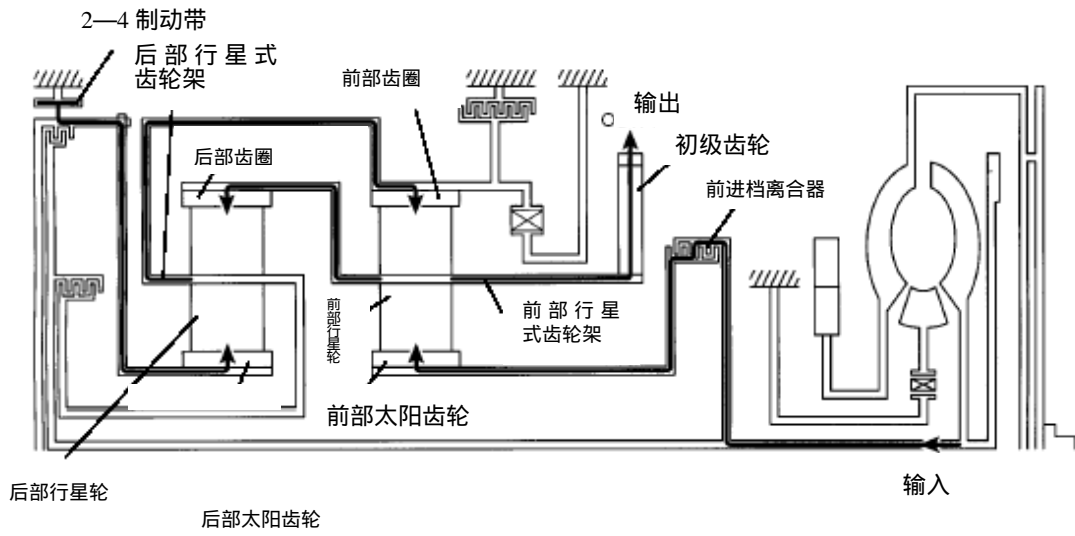 2—4 制动带
后 部 行 星 式
齿轮架
前部齿圈
输出
后部齿圈
初级齿轮
前进档离合器
前部行星轮
前 部 行 星
式齿轮架
前部太阳齿轮
后部行星轮
输入
后部太阳齿轮